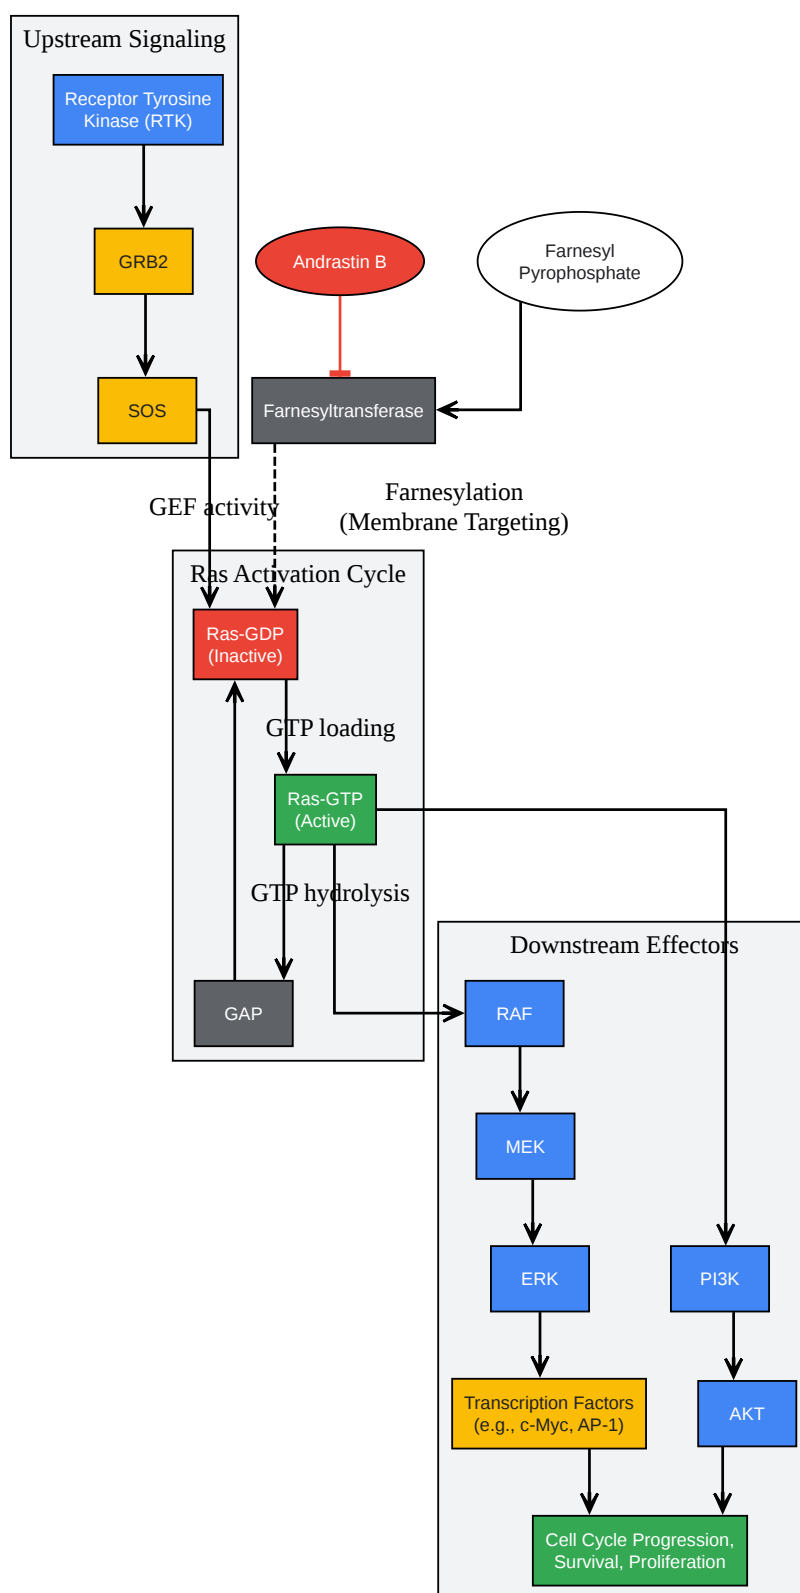 Upstream Signaling
Receptor Tyrosine
Kinase (RTK)
GRB2
Andrastin B
Farnesyl
Pyrophosphate
SOS
Farnesyltransferase
GEF activity
Farnesylation
(Membrane Targeting)
Ras Activation Cycle
Ras-GDP
(Inactive)
GTP loading
Ras-GTP
(Active)
GTP hydrolysis
Downstream Effectors
GAP
RAF
MEK
ERK
PI3K
Transcription Factors
(e.g., c-Myc, AP-1)
AKT
Cell Cycle Progression,
Survival, Proliferation